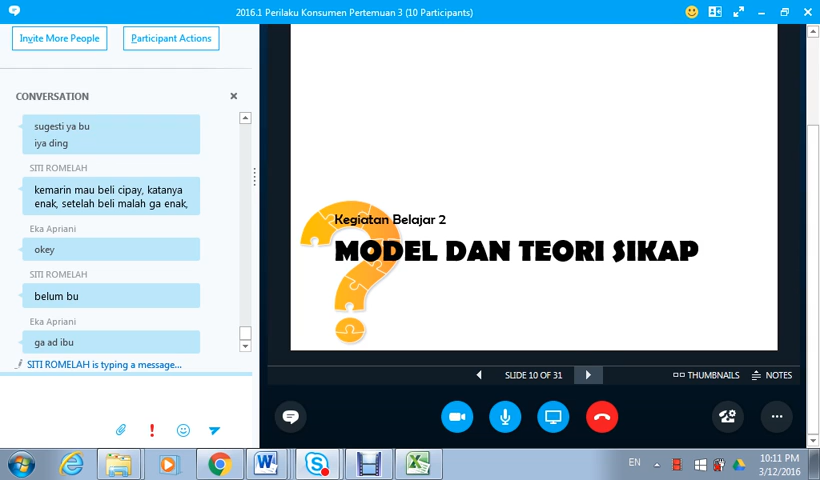 2016.1 Perilaku Konsumen Pertemuan 3 (10 Participants)
Invite More People
Participant Actions
CONVERSATION
sugesti ya bu
iya ding
SITI ROMELAH
kemarin mau beli cipay, katanya
enak, setelah beli malah ga enak,
Eka Apriani
okey
SITI ROMELAH
belum bu
Eka Apriani
ga ad ibu
SITI ROMELAH is typing a message...
Kegiatan Belajar 2
MODEL DAN TEORI SIKAP
SLIDE 10 OF 31
THUMBNAILS
NOTES
EN
10:11 PM
3/12/2016